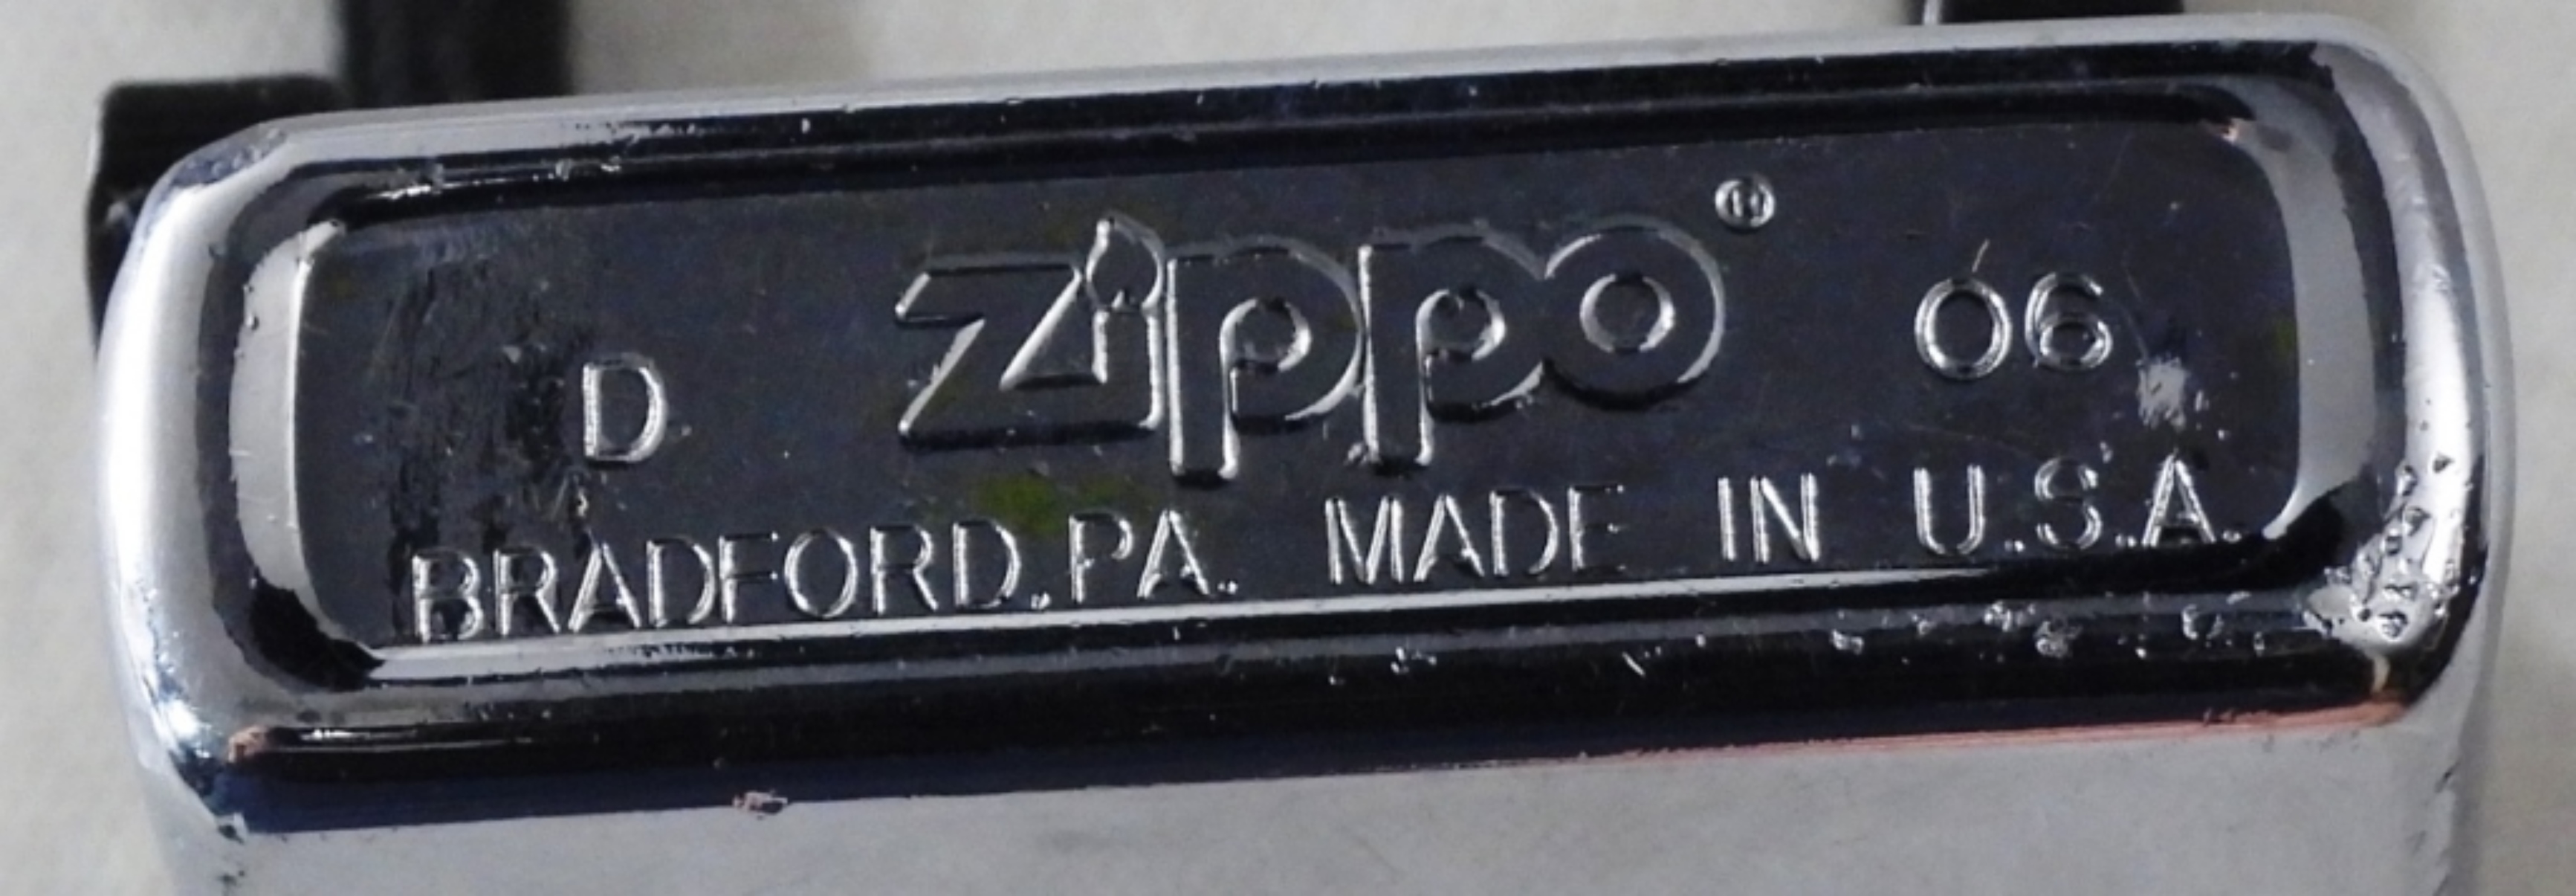 D Zippo® 06
BRADFORD,PA. MADE IN U.S.A.